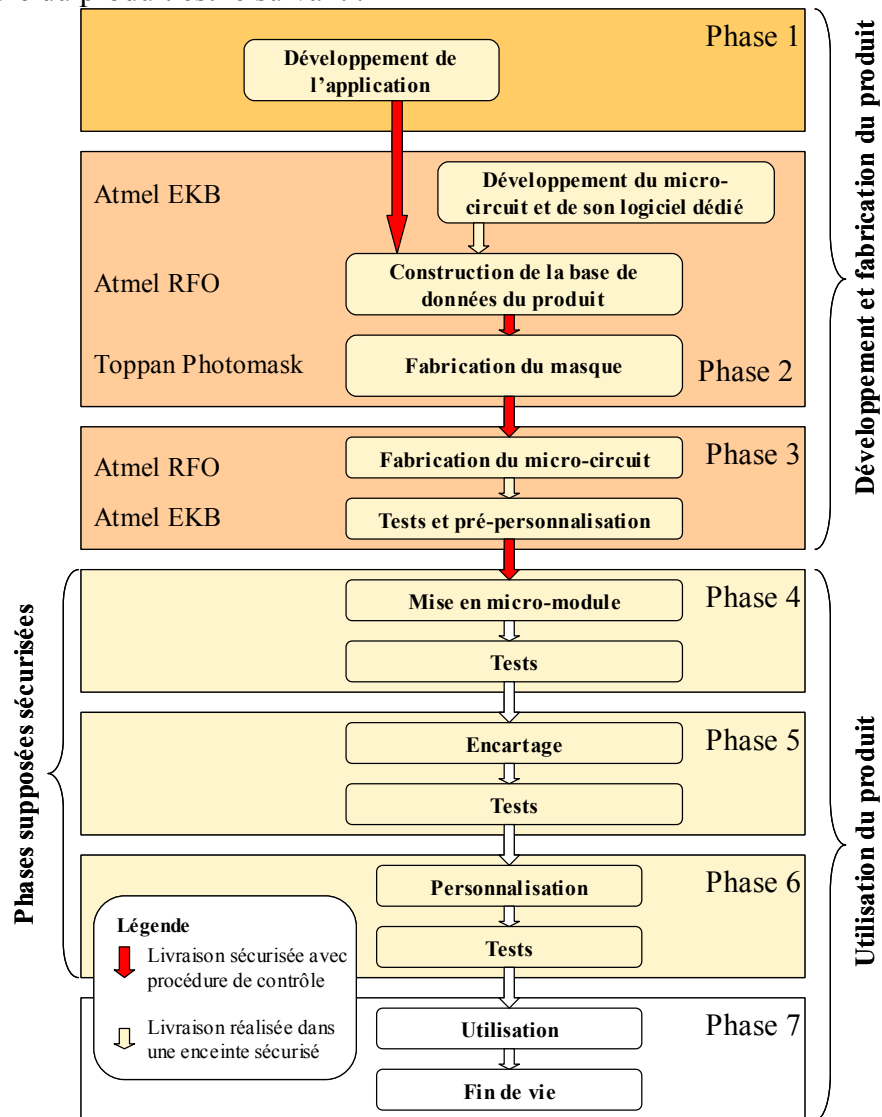 Phase 1
Développement de
l’application
Atmel EKB
Développement du micro-
circuit et de son logiciel dédié
Atmel RFO
Construction de la base de
données du produit
Toppan Photomask
Fabrication du masque
Phase 2
Développement et fabrication du produit
Phase 3
Atmel RFO
Fabrication du micro-circuit
Atmel EKB
Tests et pré-personnalisation
Phases supposées sécurisées
Phase 4
Mise en micro-module
Tests
Phase 5
Encartage
Tests
Utilisation du produit
Phase 6
Personnalisation
Tests
Légende
Livraison sécurisée avec
procédure de contrôle
Livraison réalisée dans
une enceinte sécurisé
Phase 7
Utilisation
Fin de vie